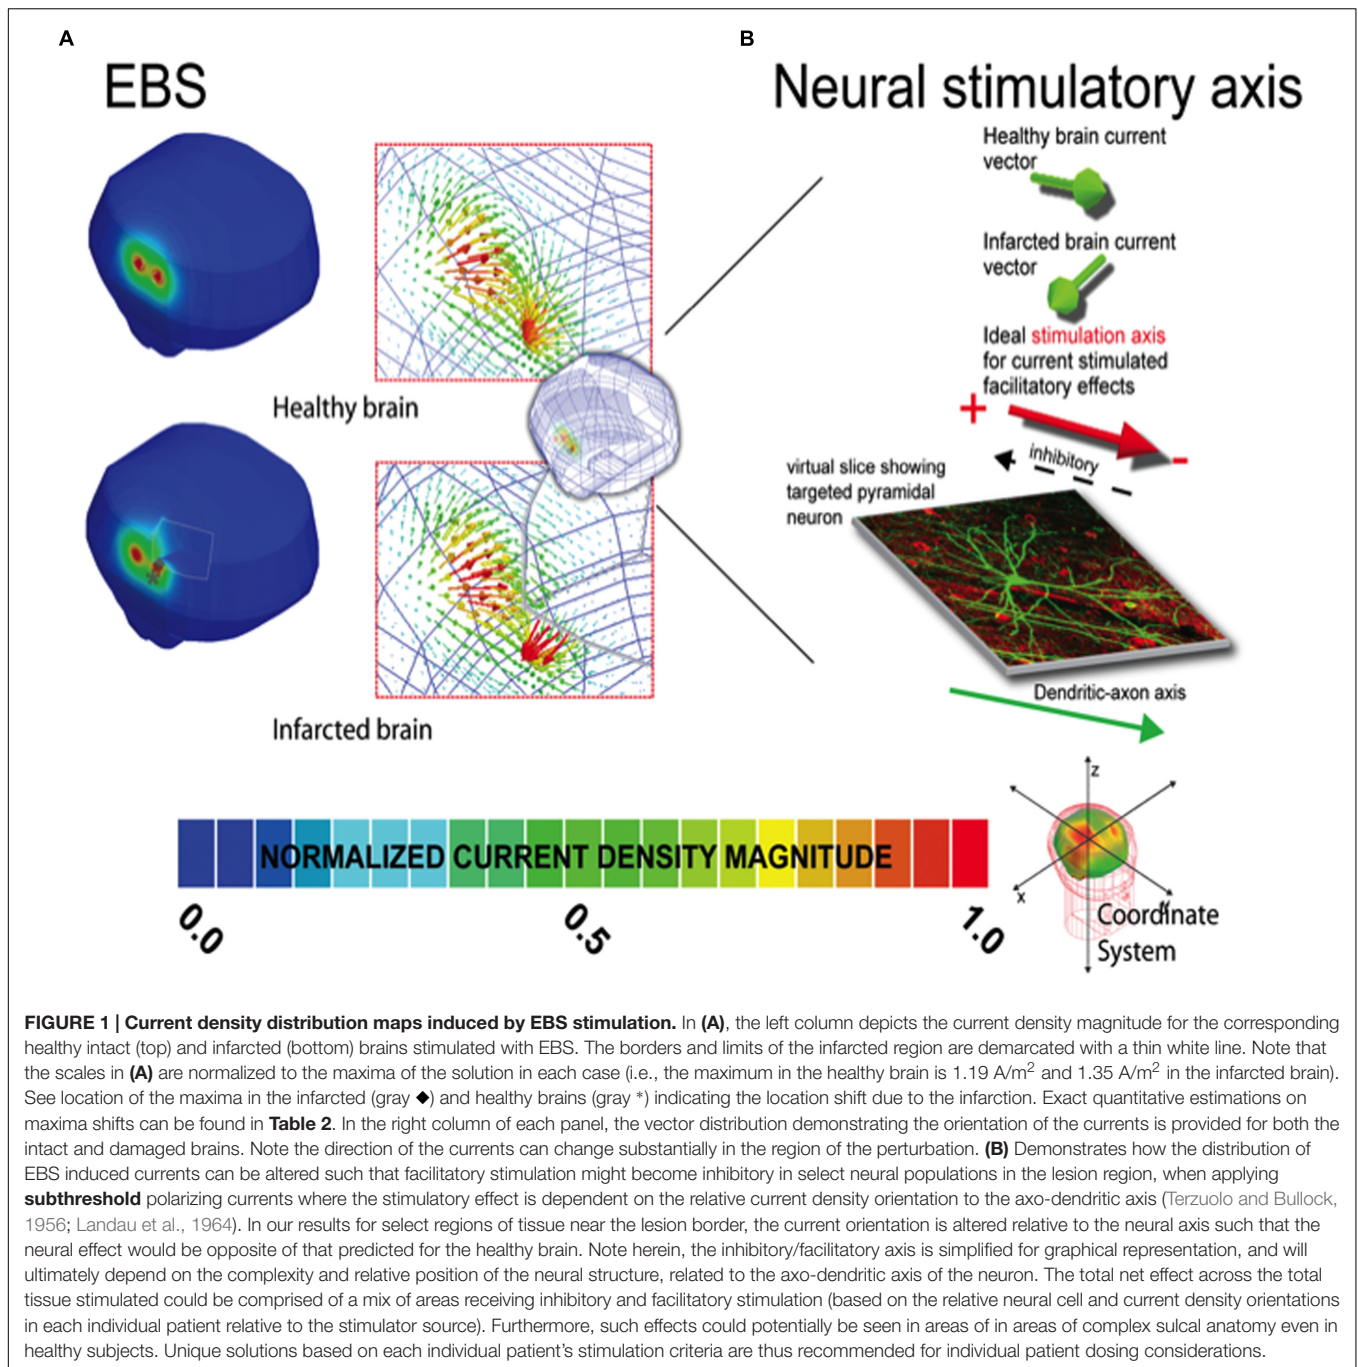 A
B
EBS
Neural stimulatory axis
Healthy brain current
vector
Infarcted brain current
vector
Ideal stimulation axis
for current stimulated
facilitatory effects
+
inhibitory
-
Healthy brain
virtual slice showing
targeted pyramidal
neuron
Dendritic-axon axis
Infarcted brain
z
x
NORMALIZED CURRENT DENSITY MAGNITUDE
0.0
0.5
1.0
Coordinate
System
FIGURE 1 | Current density distribution maps induced by EBS stimulation. In (A), the left column depicts the current density magnitude for the corresponding
healthy intact (top) and infarcted (bottom) brains stimulated with EBS. The borders and limits of the infarcted region are demarcated with a thin white line. Note that
the scales in (A) are normalized to the maxima of the solution in each case (i.e., the maximum in the healthy brain is 1.19 A/m² and 1.35 A/m² in the infarcted brain).
See location of the maxima in the infarcted (gray ◆) and healthy brains (gray *) indicating the location shift due to the infarction. Exact quantitative estimations on
maxima shifts can be found in Table 2. In the right column of each panel, the vector distribution demonstrating the orientation of the currents is provided for both the
intact and damaged brains. Note the direction of the currents can change substantially in the region of the perturbation. (B) Demonstrates how the distribution of
EBS induced currents can be altered such that facilitatory stimulation might become inhibitory in select neural populations in the lesion region, when applying
subthreshold polarizing currents where the stimulatory effect is dependent on the relative current density orientation to the axo-dendritic axis (Terzuolo and Bullock,
1956; Landau et al., 1964). In our results for select regions of tissue near the lesion border, the current orientation is altered relative to the neural axis such that the
neural effect would be opposite of that predicted for the healthy brain. Note herein, the inhibitory/facilitatory axis is simplified for graphical representation, and will
ultimately depend on the complexity and relative position of the neural structure, related to the axo-dendritic axis of the neuron. The total net effect across the total
tissue stimulated could be comprised of a mix of areas receiving inhibitory and facilitatory stimulation (based on the relative neural cell and current density orientations
in each individual patient relative to the stimulator source). Furthermore, such effects could potentially be seen in areas of in areas of complex sulcal anatomy even in
healthy subjects. Unique solutions based on each individual patient's stimulation criteria are thus recommended for individual patient dosing considerations.